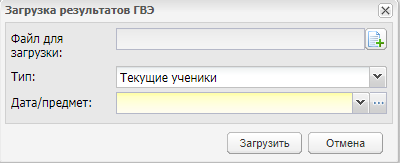 Загрузка результатов ГВЭ
Файл для
загрузки:
Тип:
Текущие ученики
Дата/предмет:
Загрузить
Отмена